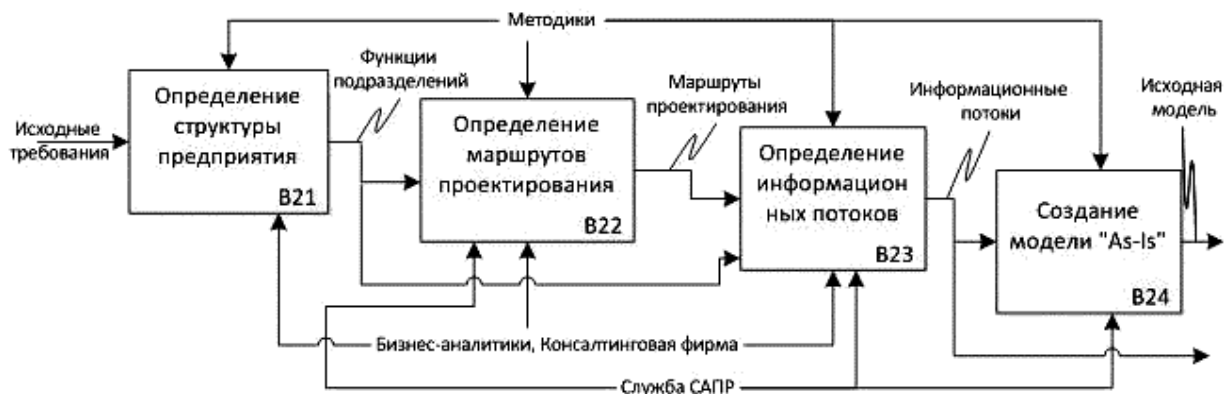 Методики
Функции
подразделений
Исходные
требования
Определение
структуры
предприятия
B21
Определение
маршрутов
проектирования
B22
Маршруты
проектирования
Определение
информацион
ных потоков
B23
Информационные
потоки
Исходная
модель
Создание
модели "As-Is"
B24
Бизнес-аналитики, Консалтинговая фирма
Служба САПР